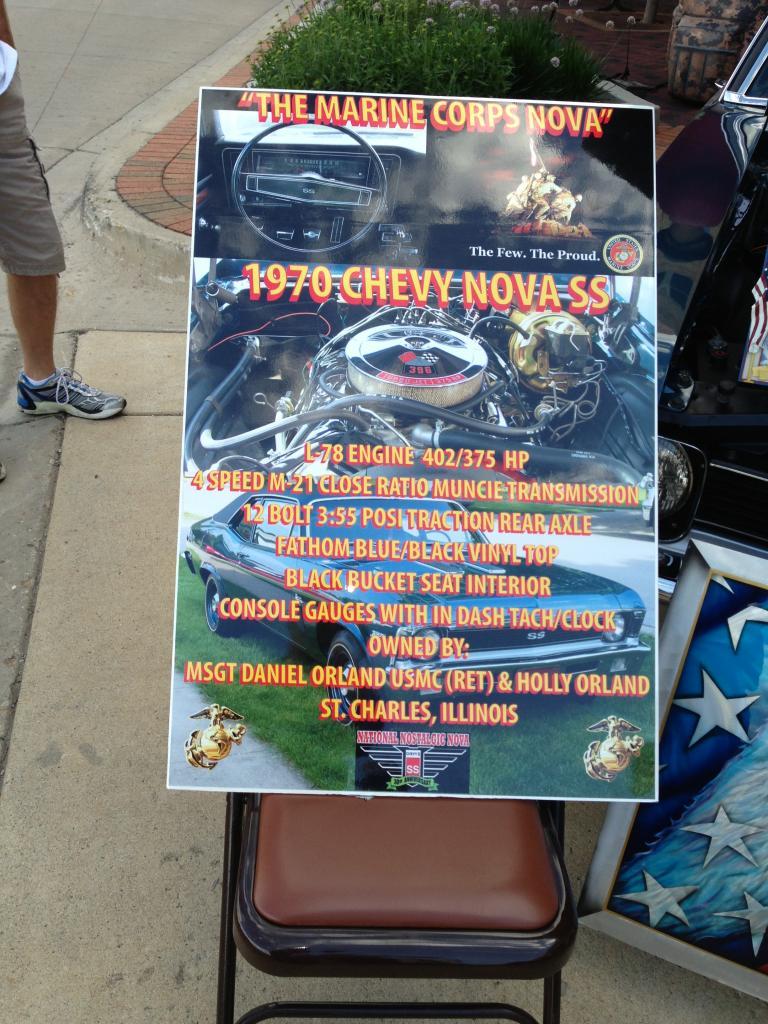 "THE MARINE CORPS NOVA"
SS
The Few. The Proud.
1970 CHEVY NOVA SS
396
L-78 ENGINE 402/375 HP
4 SPEED M-21 CLOSE RATIO MUNCIE TRANSMISSION
12 BOLT 3:55 POSI TRACTION REAR AXLE
FATHOM BLUE/BLACK VINYL TOP
BLACK BUCKET SEAT INTERIOR
CONSOLE GAUGES WITH IN DASH TACH/CLOCK
SS
OWNED BY:
MSGT DANIEL ORLAND USMC (RET) & HOLLY ORLAND
ST. CHARLES, ILLINOIS
NATIONAL NOSTALGIC NOVA
SS
ANNIVERSARY